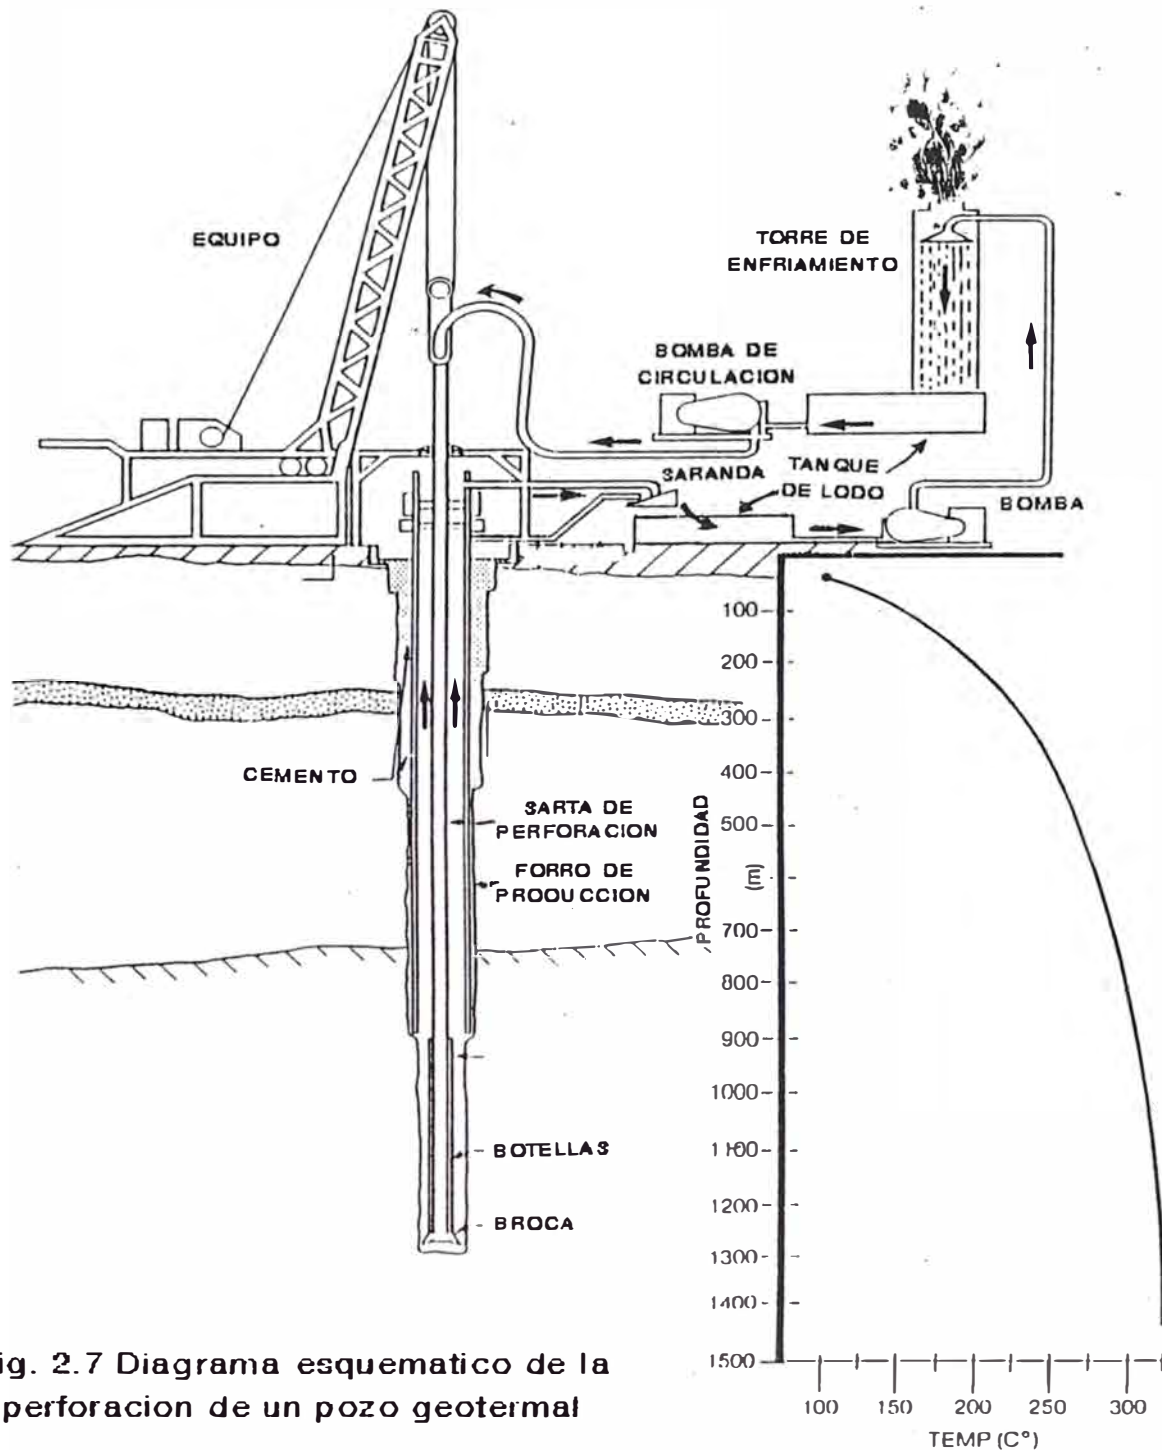 EQUIPO
TORRE DE
ENFRIAMIENTO
BOMBA DE
CIRCULACION
SARANDA
TANQUE
DE LODO
BOMBA
CEMENTO
SARTA DE
PERFORACION
FORRO DE
PRODUCCION
BOTELLAS
BROCA
PROFUNDIDAD
(m)
100
200
300
400
500
700
800
900
1000
1100
1200
1300
1400
1500
100 150 200 250 300
TEMP (C°)
ig. 2.7 Diagrama esquematico de la
perforacion de un pozo geotermal